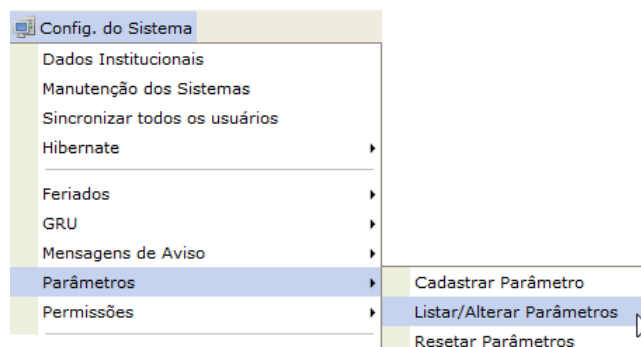 Config. do Sistema
Dados Institucionais
Manutenção dos Sistemas
Sincronizar todos os usuários
Hibernate
Feriados
GRU
Mensagens de Aviso
Parâmetros
Cadastrar Parâmetro
Permissões
Listar/Alterar Parâmetros
Resetar Parâmetros